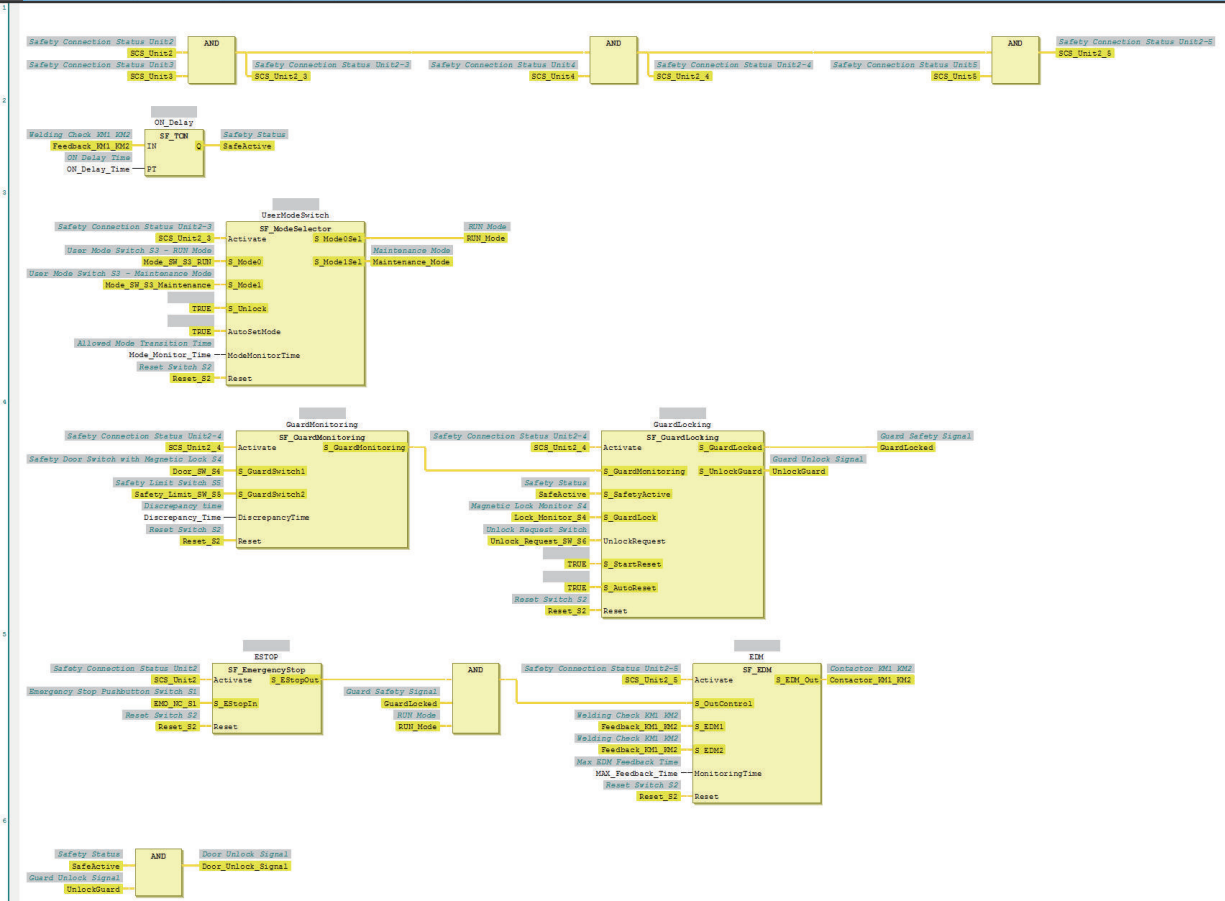 1
AND AND AND
Safety Connection Status Unit2 Safety Connection Status Unit2-5
SCS_Unit2 SCS_Unit2_5
Safety Connection Status Unit3 Safety Connection Status Unit2-3 Safety Connection Status Unit4 Safety Connection Status Unit2-4 Safety Connection Status Unit5
SCS_Unit3 SCS_Unit2_3 SCS_Unit4 SCS_Unit2_4 SCS_Unit5
2
ON_Delay
Welding Check KM1 KM2 SF_TON Safety Status
Feedback_KM1_KM2 IN Q SafeActive
ON Delay Time
ON_Delay_Time PT
3
UserModeSwitch
Safety Connection Status Unit2-3 SF_ModeSelector RUN Mode
SCS_Unit2_3 Activate S_Mode0Sel RUN_Mode
User Mode Switch S3 - RUN Mode Maintenance Mode
Mode_SW_S3_RUN S_Mode0 S_Mode1Sel Maintenance_Mode
User Mode Switch S3 - Maintenance Mode
Mode_SW_S3_Maintenance S_Mode1
TRUE S_Unlock
TRUE AutoSetMode
Allowed Mode Transition Time
Mode_Monitor_Time ModeMonitorTime
Reset Switch S2
Reset_S2 Reset
4
GuardMonitoring GuardLocking
Safety Connection Status Unit2-4 SF_GuardMonitoring Safety Connection Status Unit2-4 SF_GuardLocking Guard Safety Signal
SCS_Unit2_4 Activate S_GuardMonitoring SCS_Unit2_4 Activate S_GuardLocked GuardLocked
Safety Door Switch with Magnetic Lock S4 Guard Unlock Signal
Door_SW_S4 S_GuardSwitch1 S_GuardMonitoring S_UnlockGuard UnlockGuard
Safety Limit Switch S5 Safety Status
Safety_Limit_SW_S5 S_GuardSwitch2 SafeActive S_SafetyActive
Discrepancy time Magnetic Lock Monitor S4
Discrepancy_Time DiscrepancyTime Lock_Monitor_S4 S_GuardLock
Reset Switch S2 Unlock Request Switch
Reset_S2 Reset Unlock_Request_SW_S6 UnlockRequest
TRUE S_StartReset
TRUE S_AutoReset
Reset Switch S2
Reset_S2 Reset
5
ESTOP EDM
Safety Connection Status Unit2 SF_EmergencyStop AND Safety Connection Status Unit2-5 SF_EDM Contactor KM1 KM2
SCS_Unit2 Activate S_EStopOut SCS_Unit2_5 Activate S_EDM_Out Contactor_KM1_KM2
Emergency Stop Pushbutton Switch S1 Guard Safety Signal
EMO_NC_S1 S_EStopIn GuardLocked S_OutControl
Reset Switch S2 RUN Mode Welding Check KM1 KM2
Reset_S2 Reset RUN_Mode Feedback_KM1_KM2 S_EDM1
Welding Check KM1 KM2
Feedback_KM1_KM2 S_EDM2
Max EDM Feedback Time
MAX_Feedback_Time MonitoringTime
Reset Switch S2
Reset_S2 Reset
6
Safety Status AND Door Unlock Signal
SafeActive Door_Unlock_Signal
Guard Unlock Signal
UnlockGuard